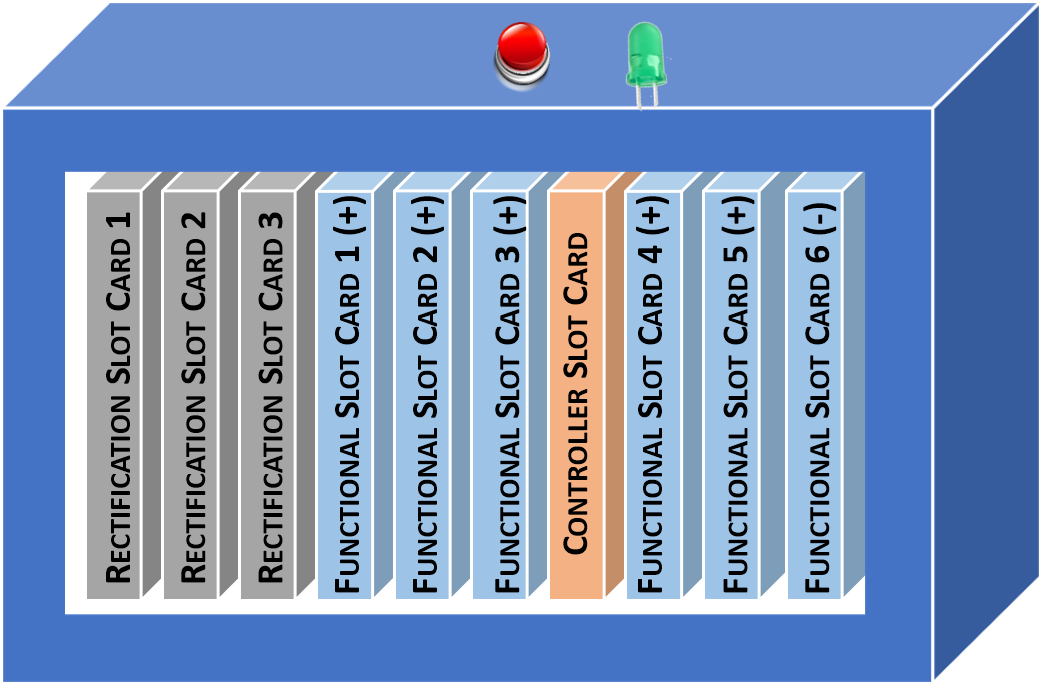 Rectification Slot Card 1
Rectification Slot Card 2
Rectification Slot Card 3
Functional Slot Card 1 (+)
Functional Slot Card 2 (+)
Functional Slot Card 3 (+)
Controller Slot Card
Functional Slot Card 4 (+)
Functional Slot Card 5 (+)
Functional Slot Card 6 (-)